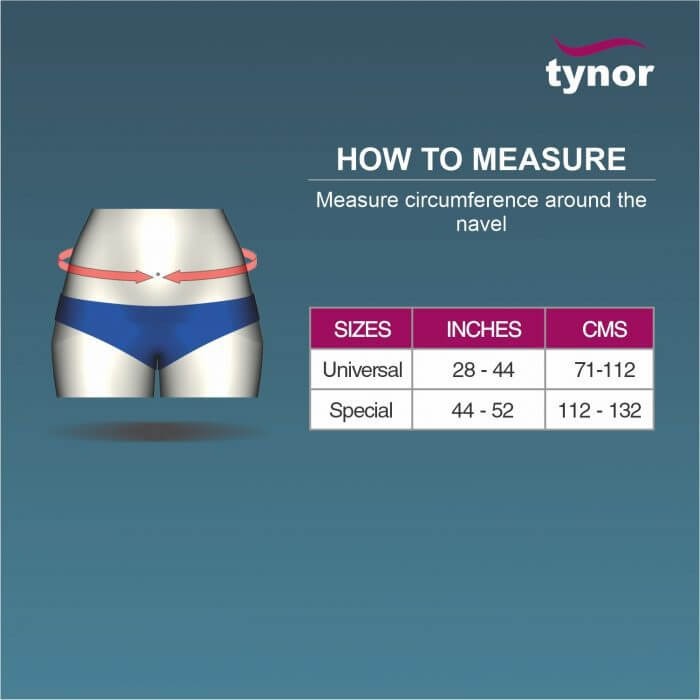 tynor
HOW TO MEASURE
Measure circumference around the
navel
SIZES INCHES CMS
Universal 28 - 44 71-112
Special 44 - 52 112 - 132